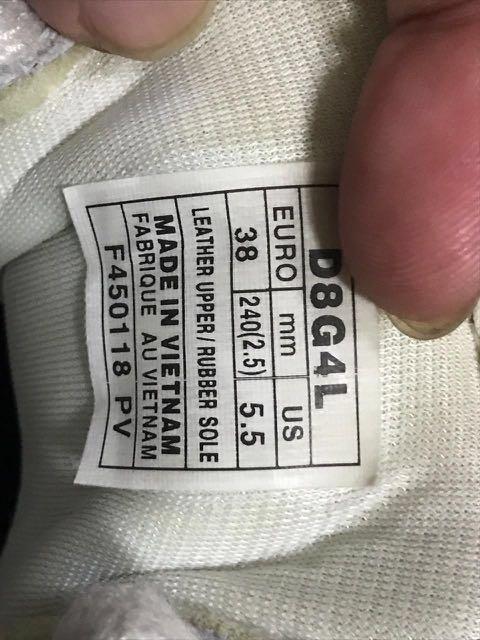 D8G4L
EURO mm US
38 240(2.5) 5.5
LEATHER UPPER/RUBBER SOLE
MADE IN VIETNAM
FABRIQUE AU VIETNAM
F450118 PV